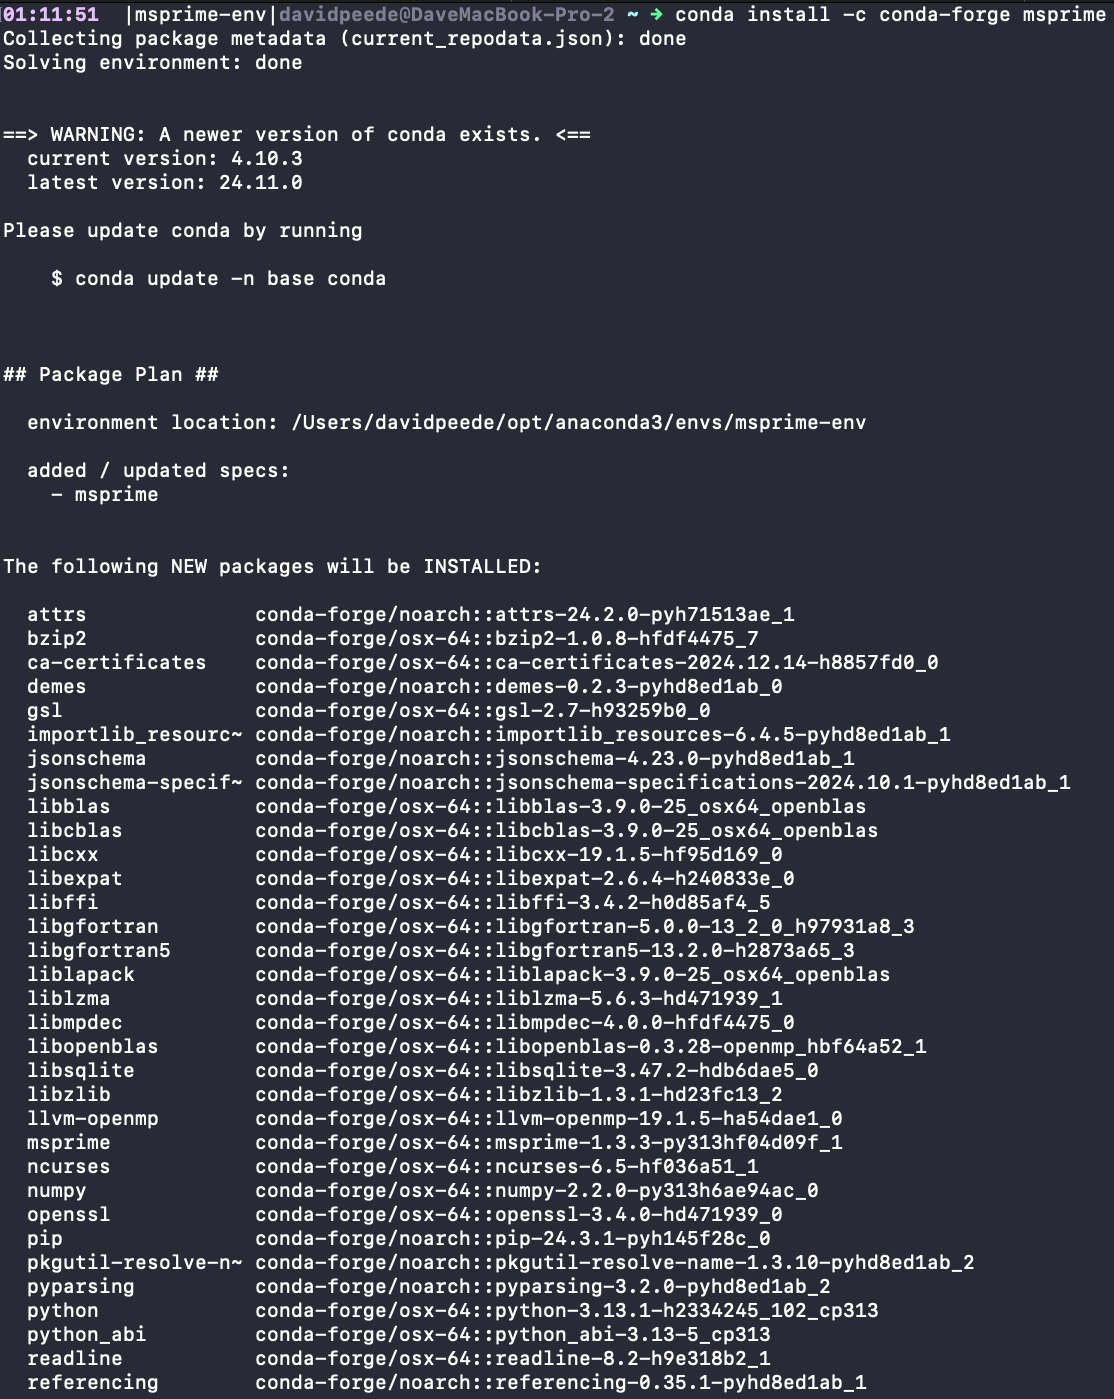 01:11:51 |msprime-env|davidpeede@DaveMacBook-Pro-2 ~ → conda install -c conda-forge msprime
Collecting package metadata (current_repodata.json): done
Solving environment: done
==> WARNING: A newer version of conda exists. <==
current version: 4.10.3
latest version: 24.11.0
Please update conda by running
$ conda update -n base conda
## Package Plan ##
environment location: /Users/davidpeede/opt/anaconda3/envs/msprime-env
added / updated specs:
- msprime
The following NEW packages will be INSTALLED:
attrs conda-forge/noarch::attrs-24.2.0-pyh71513ae_1
bzip2 conda-forge/osx-64::bzip2-1.0.8-hfdf4475_7
ca-certificates conda-forge/osx-64::ca-certificates-2024.12.14-h8857fd0_0
demes conda-forge/noarch::demes-0.2.3-pyhd8ed1ab_0
gsl conda-forge/osx-64::gsl-2.7-h93259b0_0
importlib_resourc~ conda-forge/noarch::importlib_resources-6.4.5-pyhd8ed1ab_1
jsonschema conda-forge/noarch::jsonschema-4.23.0-pyhd8ed1ab_1
jsonschema-specif~ conda-forge/noarch::jsonschema-specifications-2024.10.1-pyhd8ed1ab_1
libblas conda-forge/osx-64::libblas-3.9.0-25_osx64_openblas
libcblas conda-forge/osx-64::libcblas-3.9.0-25_osx64_openblas
libcxx conda-forge/osx-64::libcxx-19.1.5-hf95d169_0
libexpat conda-forge/osx-64::libexpat-2.6.4-h240833e_0
libffi conda-forge/osx-64::libffi-3.4.2-h0d85af4_5
libgfortran conda-forge/osx-64::libgfortran-5.0.0-13_2_0_h97931a8_3
libgfortran5 conda-forge/osx-64::libgfortran5-13.2.0-h2873a65_3
liblapack conda-forge/osx-64::liblapack-3.9.0-25_osx64_openblas
liblzma conda-forge/osx-64::liblzma-5.6.3-hd471939_1
libmpdec conda-forge/osx-64::libmpdec-4.0.0-hfdf4475_0
libopenblas conda-forge/osx-64::libopenblas-0.3.28-openmp_hbf64a52_1
libsqlite conda-forge/osx-64::libsqlite-3.47.2-hdb6dae5_0
libzlib conda-forge/osx-64::libzlib-1.3.1-hd23fc13_2
llvm-openmp conda-forge/osx-64::llvm-openmp-19.1.5-ha54dae1_0
msprime conda-forge/osx-64::msprime-1.3.3-py313hf04d09f_1
ncurses conda-forge/osx-64::ncurses-6.5-hf036a51_1
numpy conda-forge/osx-64::numpy-2.2.0-py313h6ae94ac_0
openssl conda-forge/osx-64::openssl-3.4.0-hd471939_0
pip conda-forge/noarch::pip-24.3.1-pyh145f28c_0
pkgutil-resolve-n~ conda-forge/noarch::pkgutil-resolve-name-1.3.10-pyhd8ed1ab_2
pyparsing conda-forge/noarch::pyparsing-3.2.0-pyhd8ed1ab_2
python conda-forge/osx-64::python-3.13.1-h2334245_102_cp313
python_abi conda-forge/osx-64::python_abi-3.13-5_cp313
readline conda-forge/osx-64::readline-8.2-h9e318b2_1
referencing conda-forge/noarch::referencing-0.35.1-pyhd8ed1ab_1